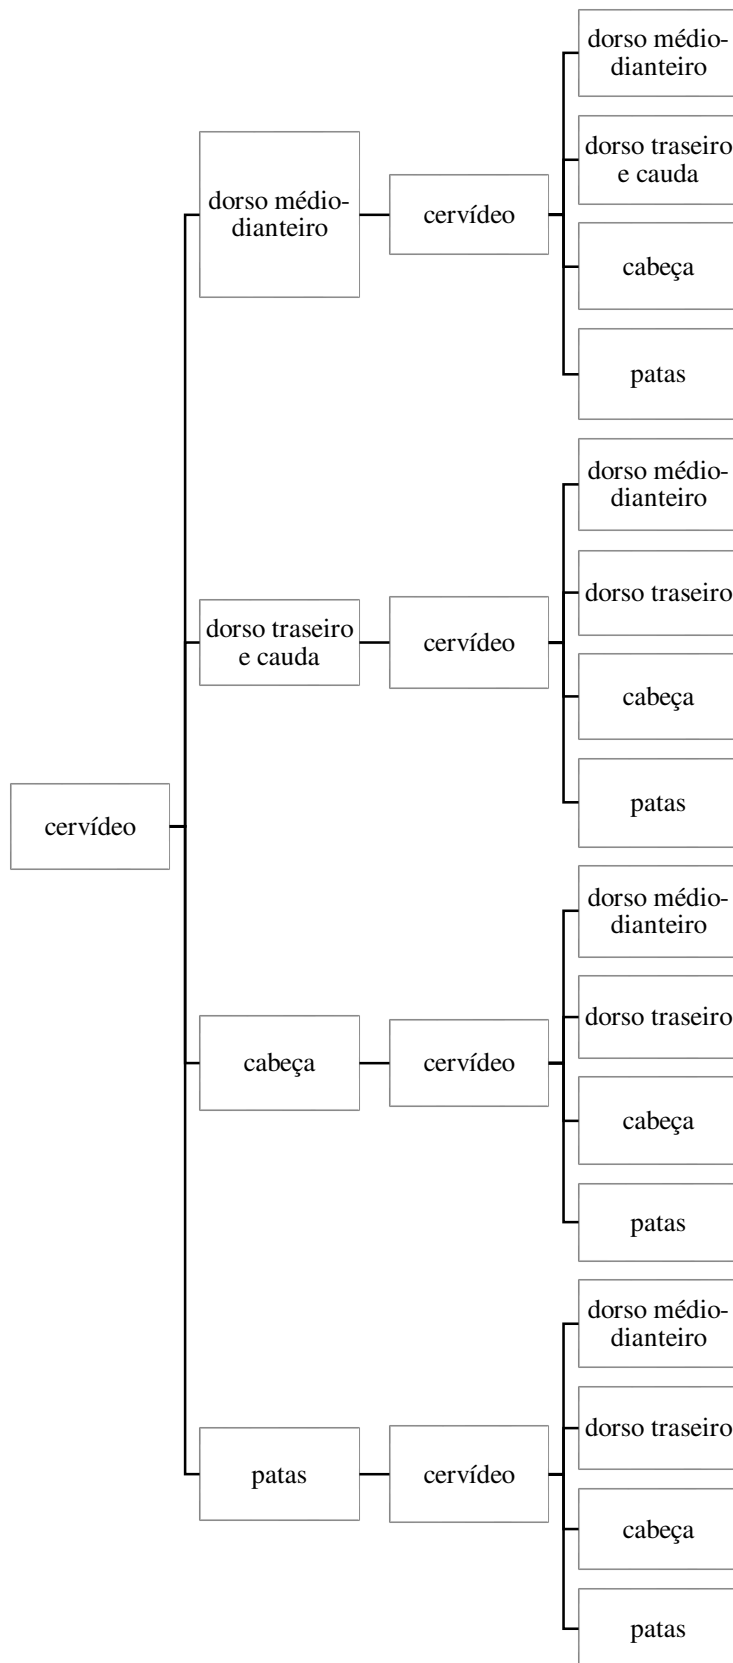 dorso médio-
dianteiro
dorso traseiro
e cauda
dorso médio-
dianteiro
cervídeo
cabeça
patas
dorso médio-
dianteiro
dorso traseiro
dorso traseiro
e cauda
cervídeo
cabeça
patas
cervídeo
dorso médio-
dianteiro
dorso traseiro
cabeça
cervídeo
cabeça
patas
dorso médio-
dianteiro
dorso traseiro
patas
cervídeo
cabeça
patas